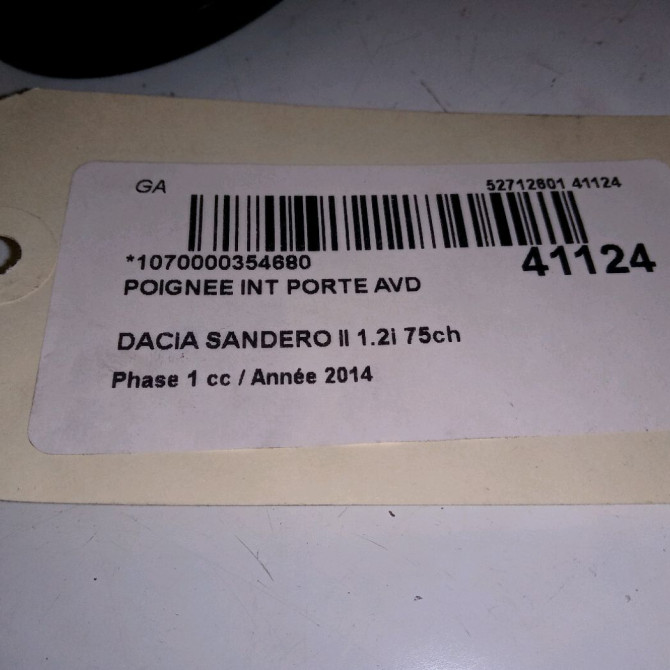 GA 52712601 41124
*1070000354680 41124
POIGNEE INT PORTE AVD
DACIA SANDERO II 1.2i 75ch
Phase 1 cc / Année 2014